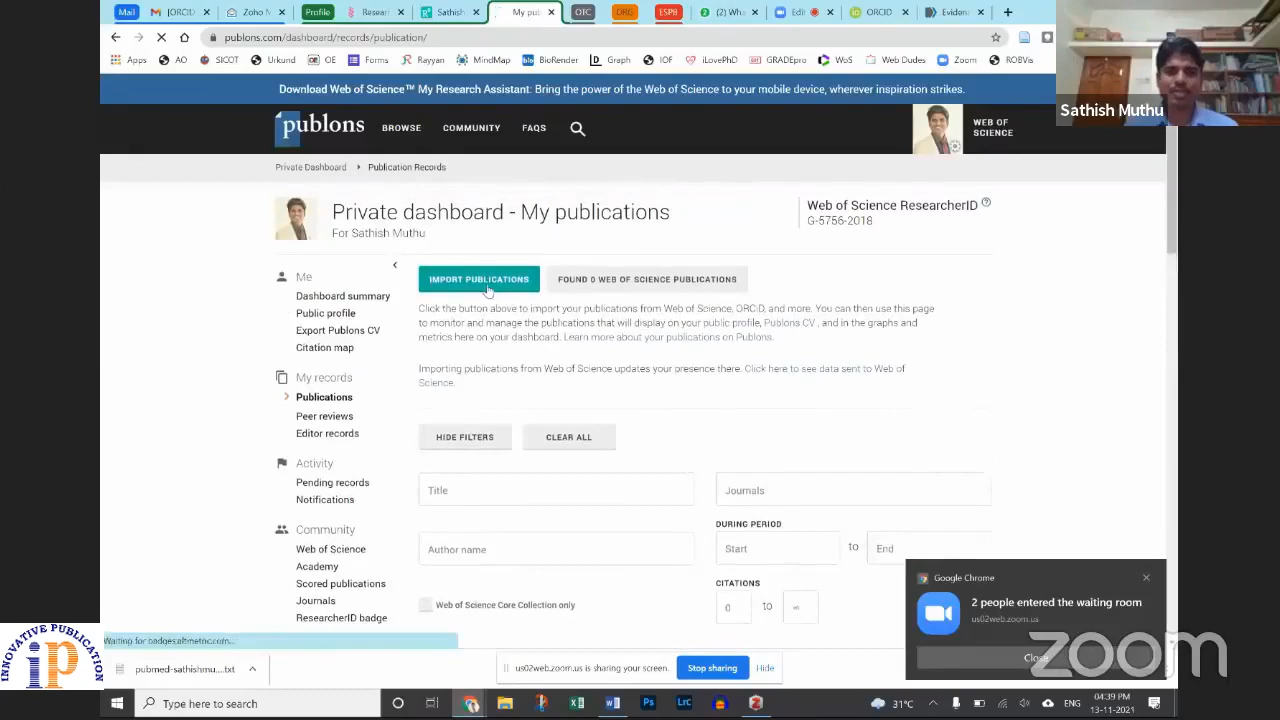 Mail
(ORCID
Zoho M
Profile
Sathish
My pu
OTC
ORG
ESPB
(2) Wh
Edit
ORCID
Eviden
publons.com/dashboard/records/publication/
Apps
AO
SICOT
Urkund
OE
Forms
Rayyan
MindMap
BioRender
Graph
IOF
iLovePhD
GRADEpro
WoS
Web Dudes
Zoom
ROBVis
Sathish Muthu
Download Web of Science™ My Research Assistant: Bring the power of the Web of Science to your mobile device, wherever inspiration strikes.
publons
BROWSE
COMMUNITY
FAQS
WEB OF
SCIENCE
Private Dashboard
Publication Records
Private dashboard - My publications
For Sathish Muthu
Web of Science ResearcherID
G-5756-2018
Me
Dashboard summary
Public profile
Export Publons CV
Citation map
My records
Publications
Peer reviews
Editor records
Activity
Pending records
Notifications
Community
Web of Science
Academy
Scored publications
Journals
ResearcherID badge
IMPORT PUBLICATIONS
FOUND 0 WEB OF SCIENCE PUBLICATIONS
Click the button above to import your publications from Web of Science, ORCID, and more. You can then use this page
to monitor and manage the publications that will display on your public profile, Publons CV , and in the graphs and
metrics here on your dashboard. Learn more about your publications on Publons.
Importing publications from Web of Science updates your presence there. Click here to see data sent to Web of
Science.
HIDE FILTERS
CLEAR ALL
Title
Journals
DURING PERIOD
Author name
Start
to
End
CITATIONS
Web of Science Core Collection only
0
to
∞
Google Chrome
2 people entered the waiting room
us02web.zoom.us
Close
zoom
Waiting for badges.altmetric.com...
INNOVATIVE PUBLICATION
ip
pubmed-sathishmu....txt
us02web.zoom.us is sharing your screen.
Stop sharing
Hide
Type here to search
Ps
Lrc
31°C
ENG
04:39 PM
13-11-2021